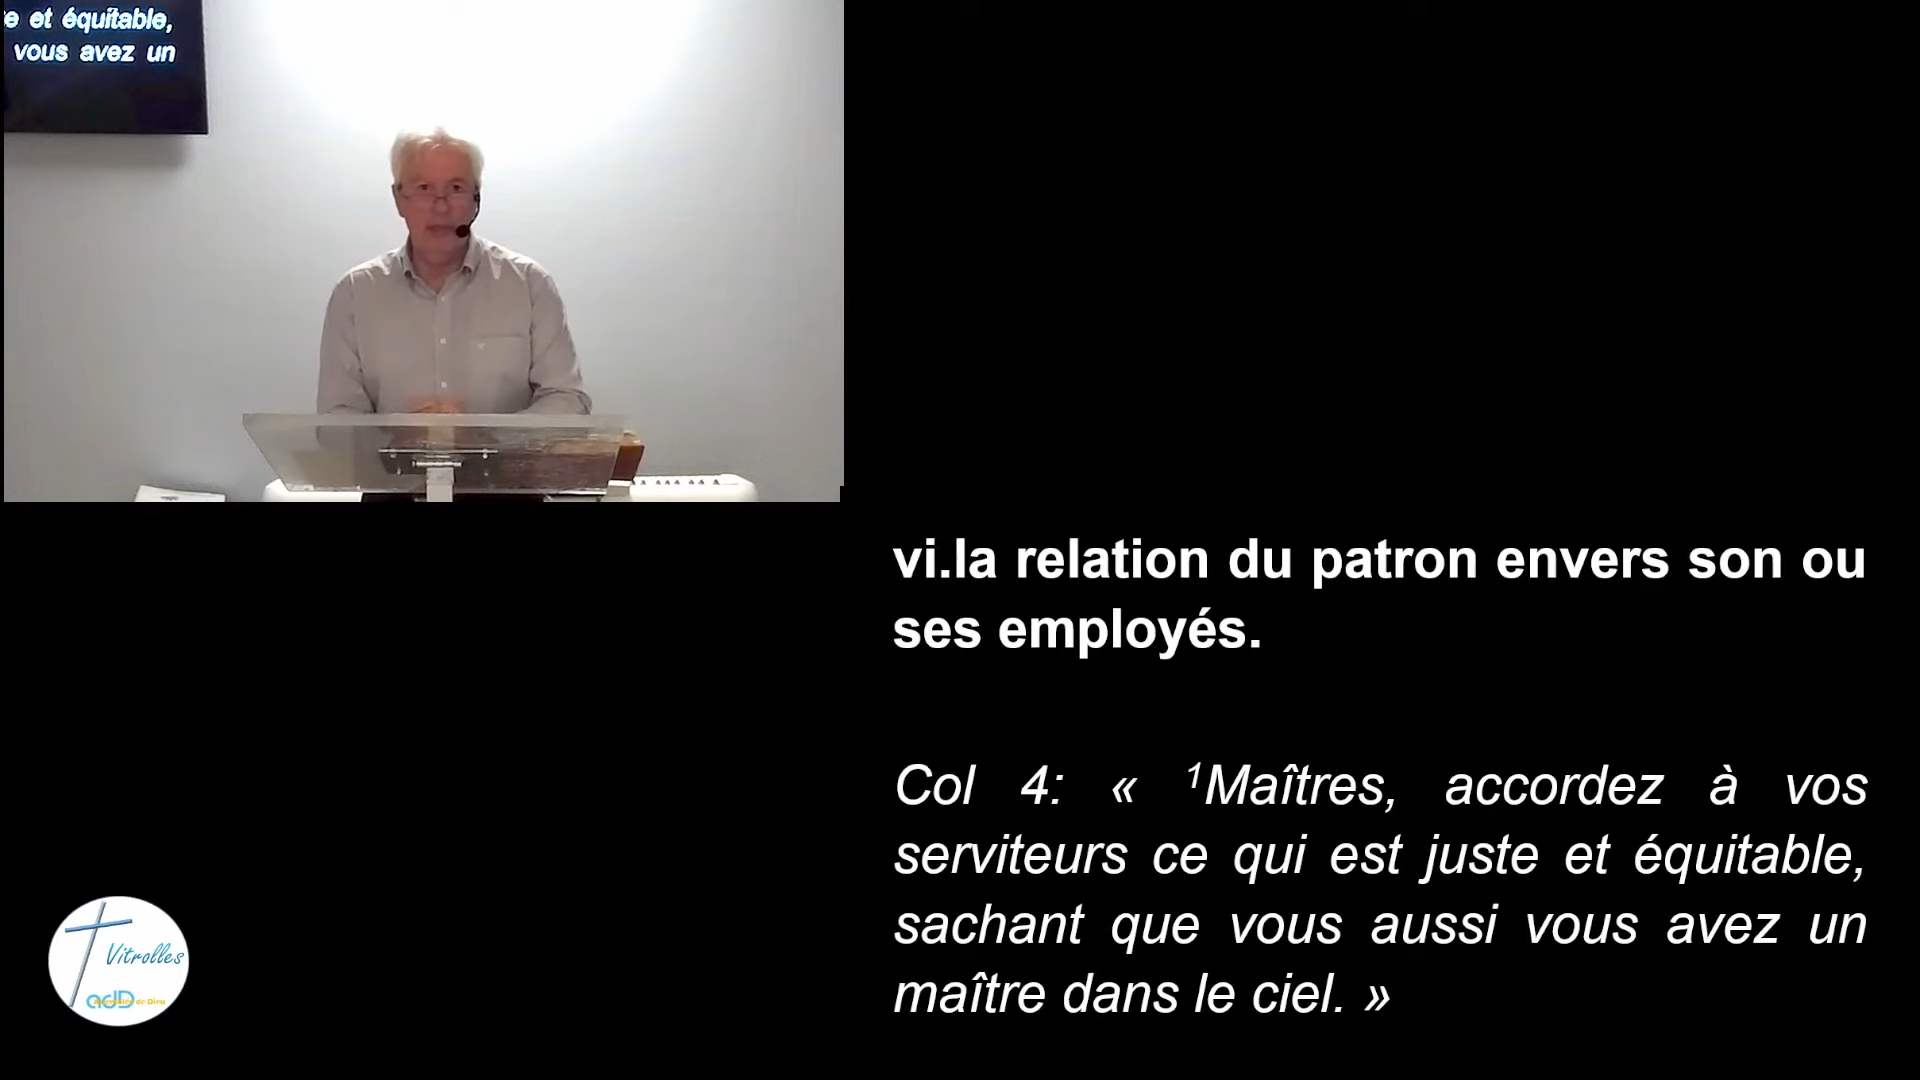 et équitable,
vous avez un
vi.la relation du patron envers son ou
ses employés.
Col 4: « ¹Maîtres, accordez à vos
serviteurs ce qui est juste et équitable,
sachant que vous aussi vous avez un
maître dans le ciel. »
Vitrolles
add
de Dieu